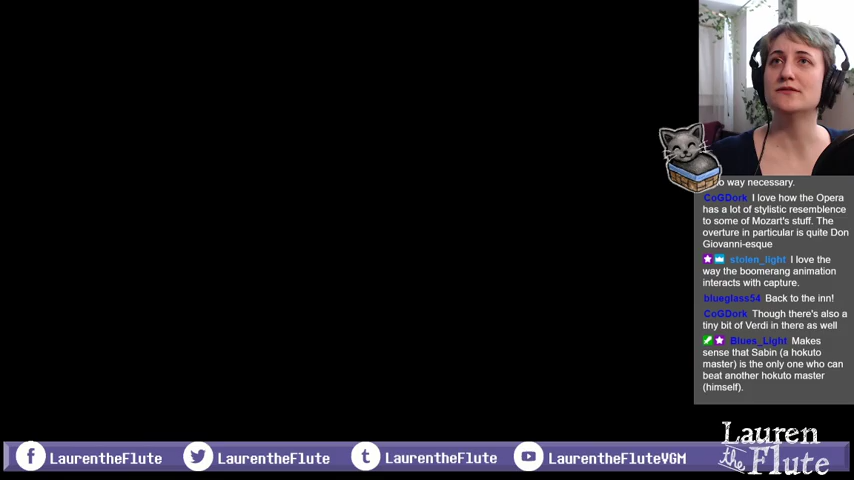 o way necessary.
CoGDork I love how the Opera
has a lot of stylistic resemblence
to some of Mozart's stuff. The
overture in particular is quite Don
Giovanni-esque
stolen_light I love the
way the boomerang animation
interacts with capture.
blueglass54 Back to the inn!
CoGDork Though there's also a
tiny bit of Verdi in there as well
Blues_Light Makes
sense that Sabin (a hokuto
master) is the only one who can
beat another hokuto master
(himself).
LaurentheFlute LaurentheFlute LaurentheFlute LaurentheFluteVGM
Lauren
the Flute